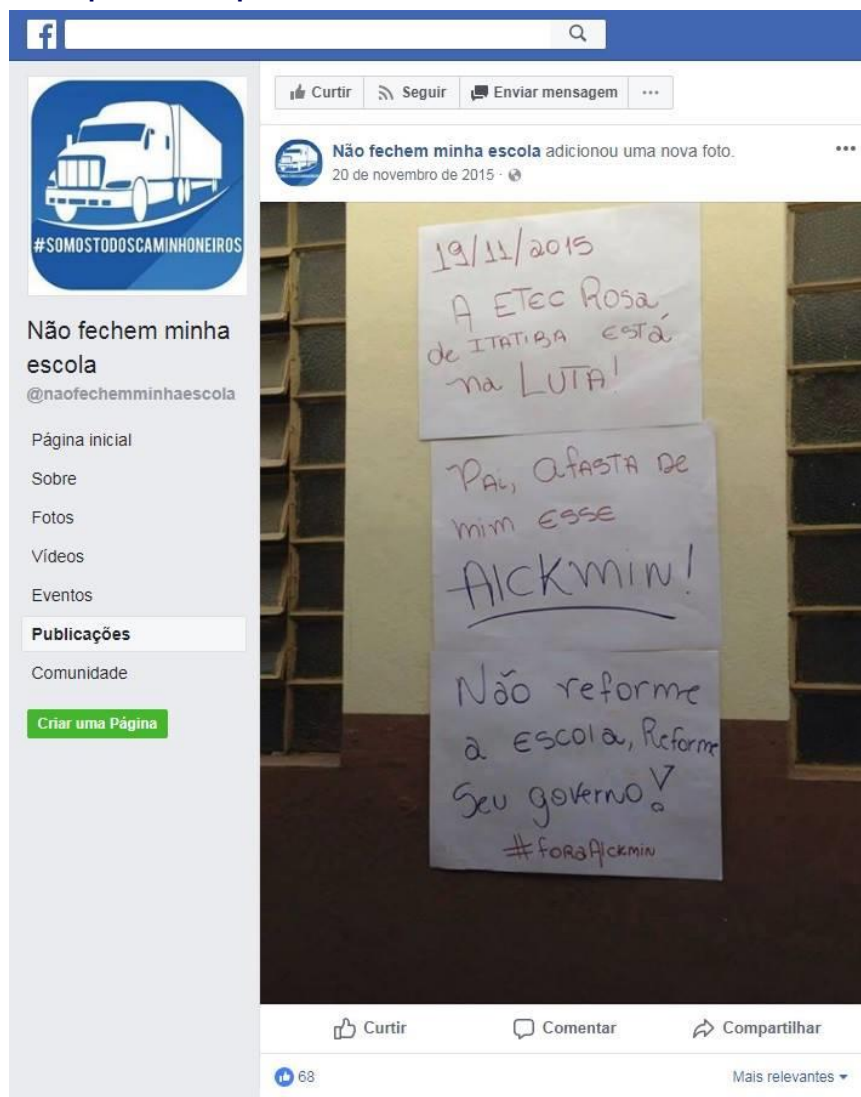 Curtir
Seguir
Enviar mensagem
Não fechem minha escola adicionou uma nova foto.
20 de novembro de 2015
#SOMOSTODOSCAMINHONEIROS
Não fechem minha
escola
@naofechemminhaescola
Página inicial
Sobre
Fotos
Vídeos
Eventos
Publicações
Comunidade
Criar uma Página
19/11/2015
A ETEC ROSA
de ITATIBA ESTÁ
na LUTA!
PAI, AFASTA DE
mim ESSE
AlCKMIN!
Não reforme
a ESCOLA, Reforme
Seu governo!
#FORAAlCKMIN
Curtir
Comentar
Compartilhar
68
Mais relevantes